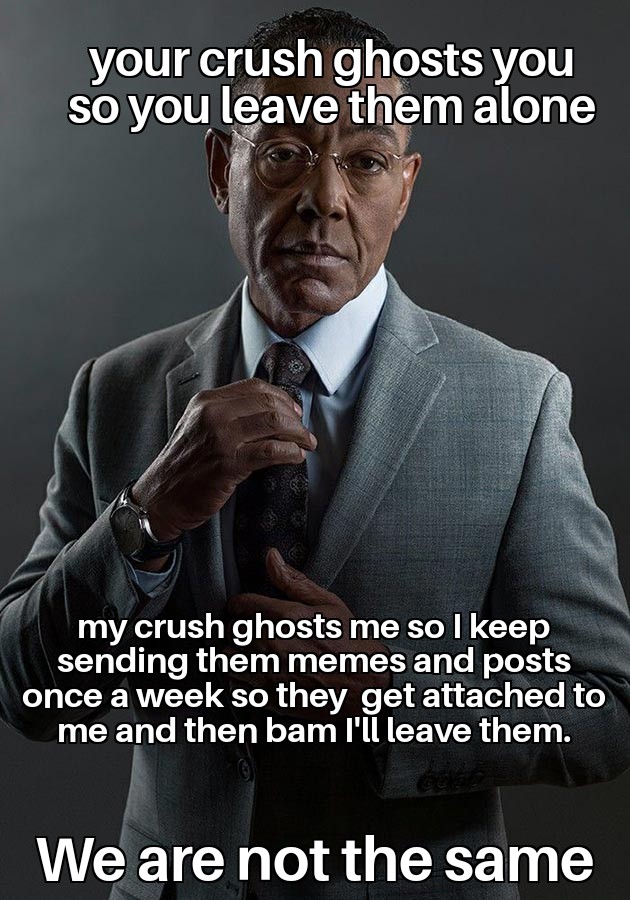 your crush ghosts you
so you leave them alone
my crush ghosts me so I keep
sending them memes and posts
once a week so they get attached to
me and then bam I'll leave them.
We are not the same